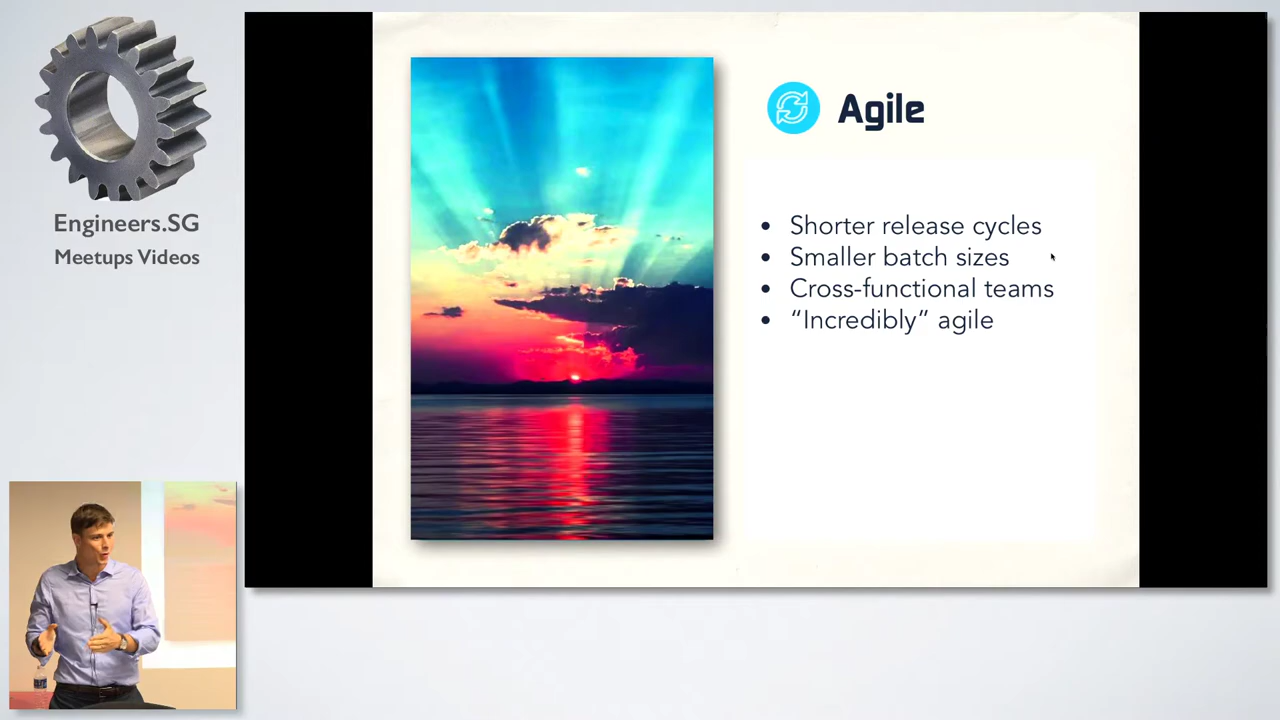 Engineers.SG
Meetups Videos
Agile
• Shorter release cycles
• Smaller batch sizes
• Cross-functional teams
• “Incredibly” agile